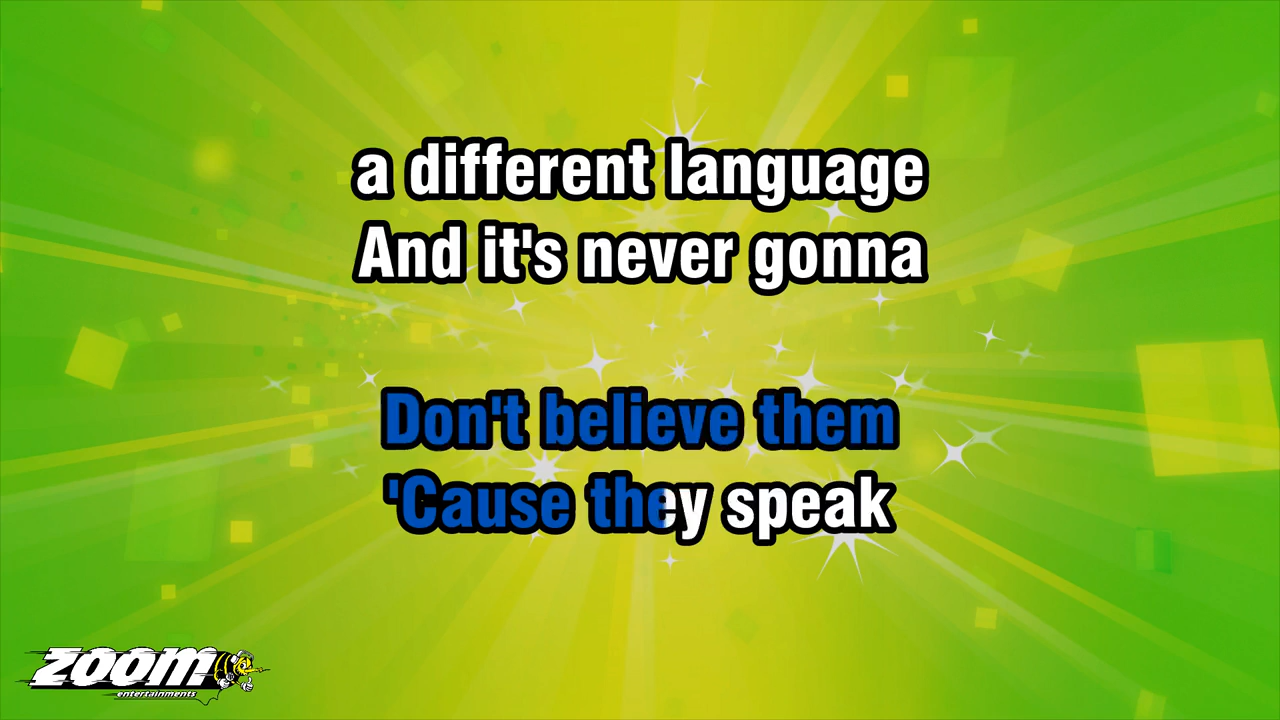 a different language
And it's never gonna
Don't believe them
'Cause they speak
zoom
entertainments